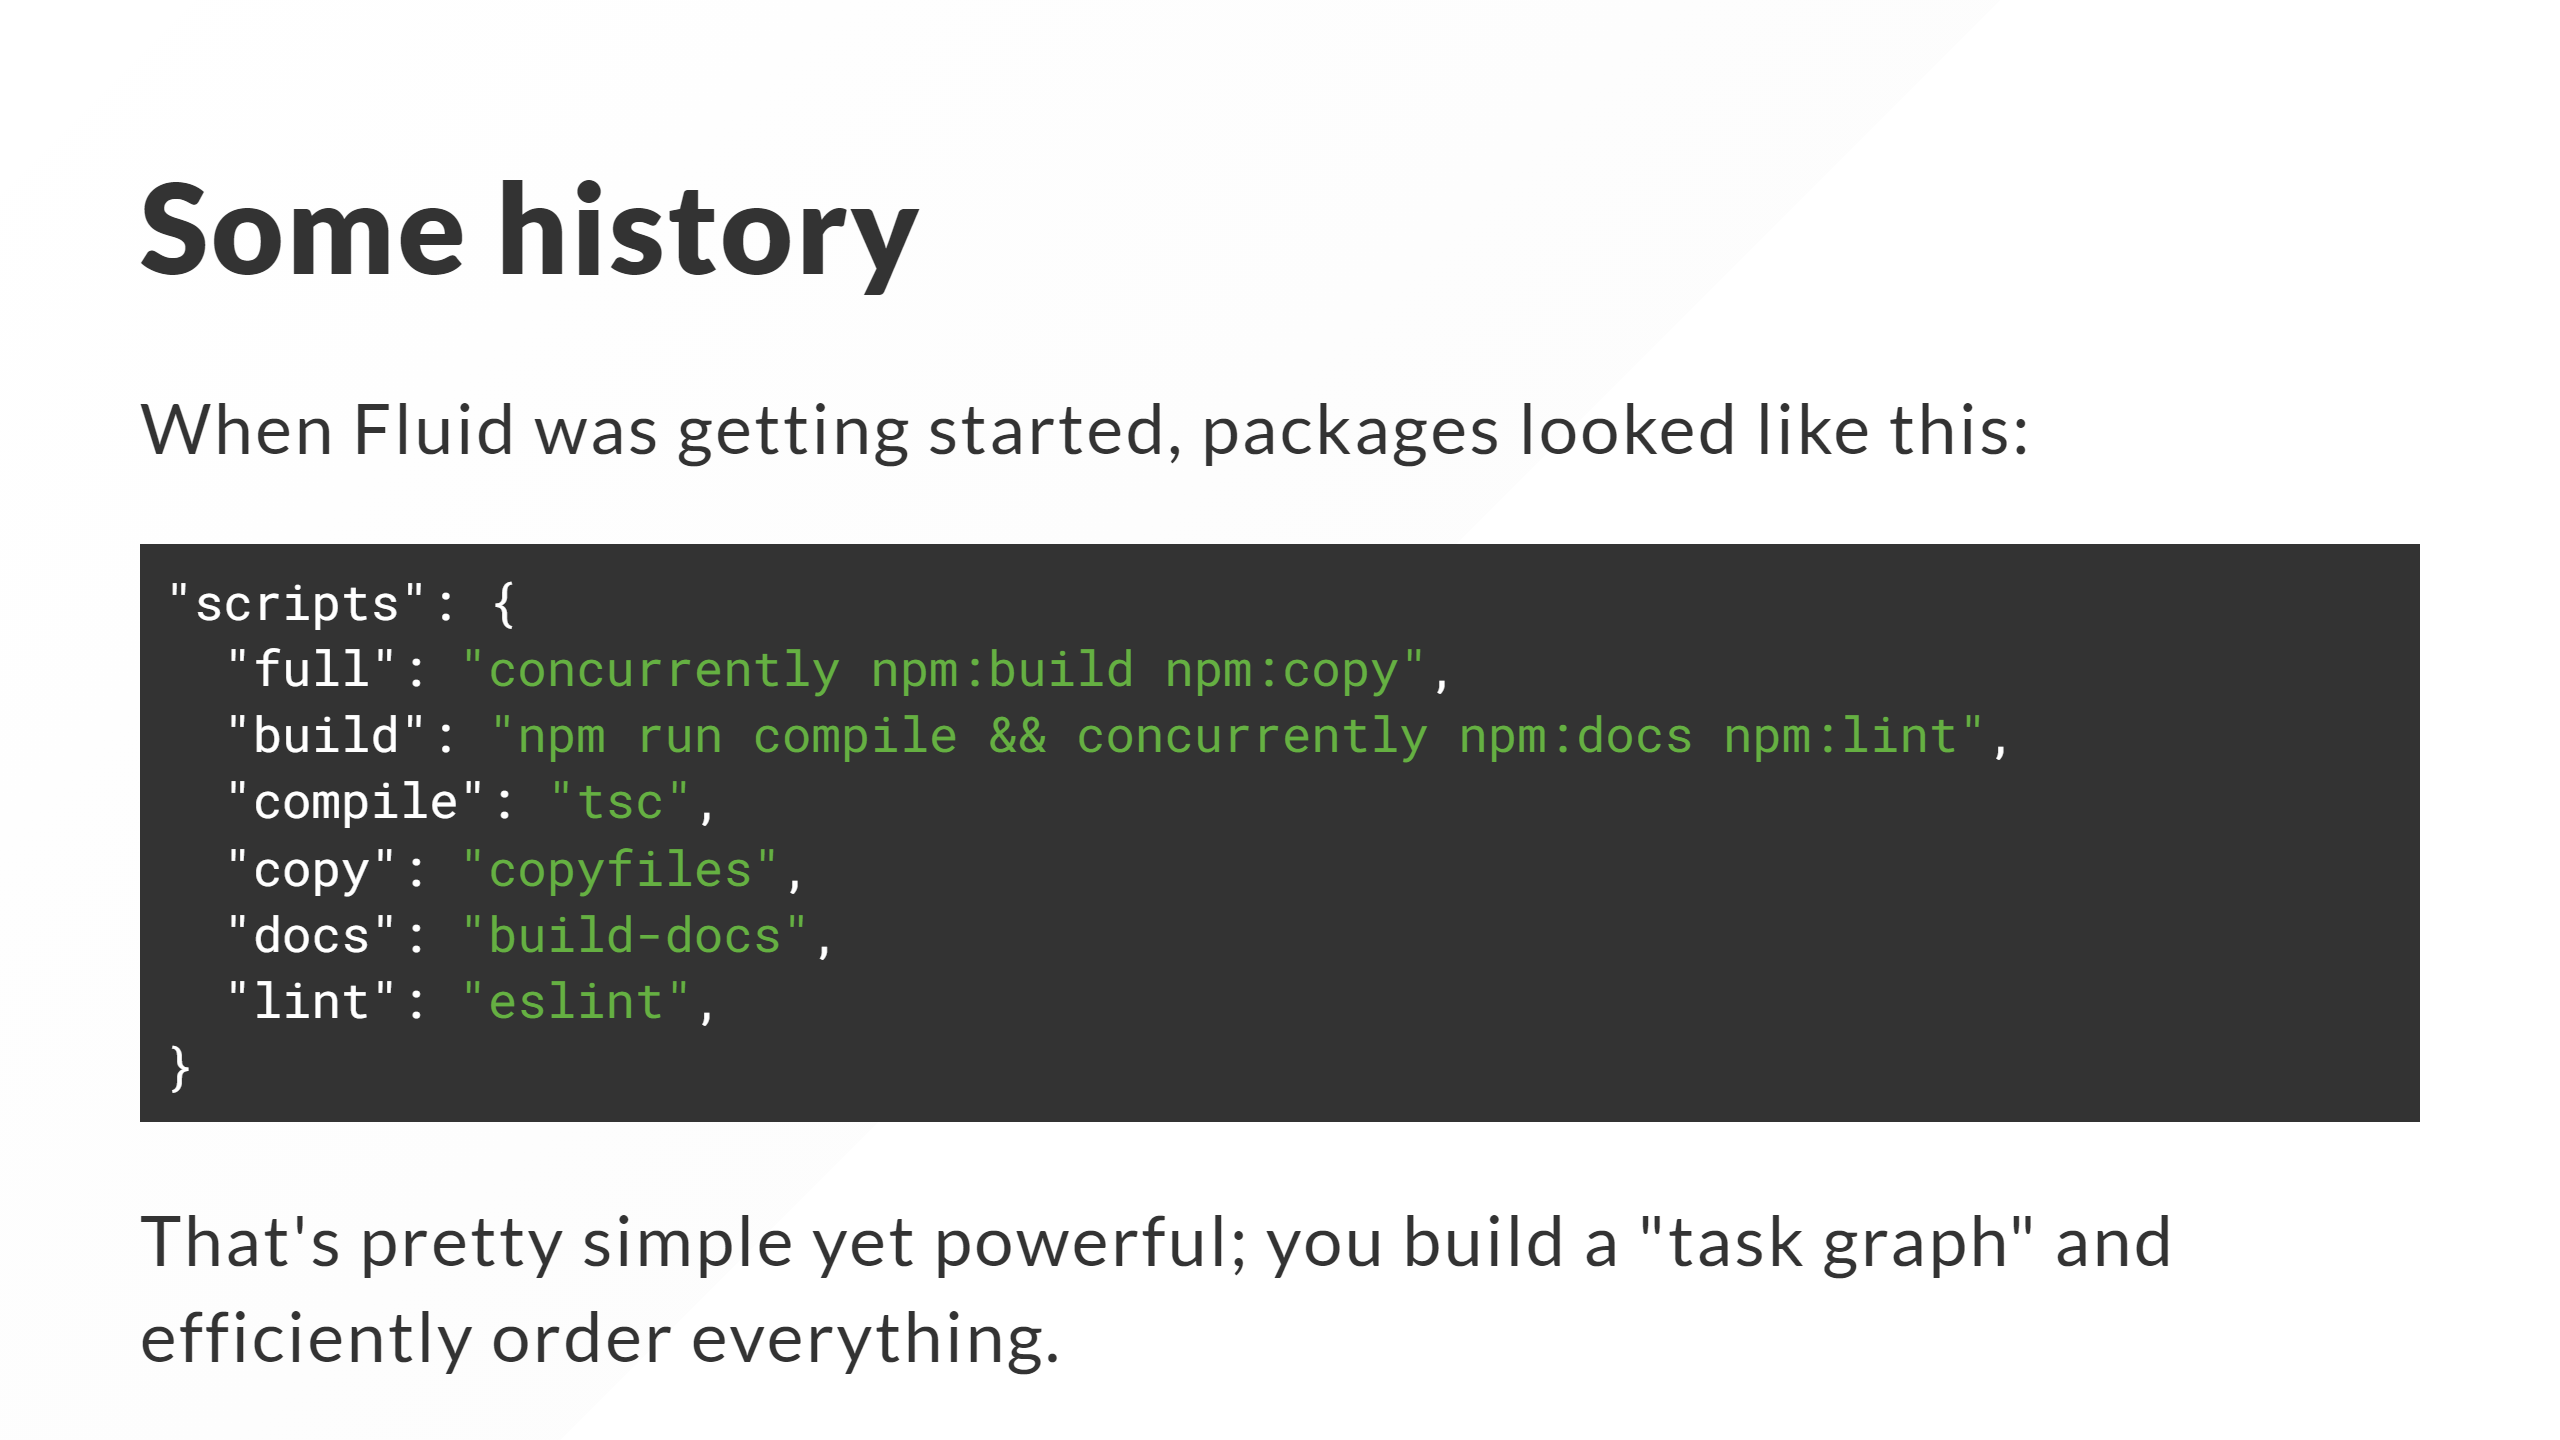 Some history
When Fluid was getting started, packages looked like this:
"scripts": {
  "full": "concurrently npm:build npm:copy",
  "build": "npm run compile && concurrently npm:docs npm:lint",
  "compile": "tsc",
  "copy": "copyfiles",
  "docs": "build-docs",
  "lint": "eslint",
}
That's pretty simple yet powerful; you build a "task graph" and
efficiently order everything.